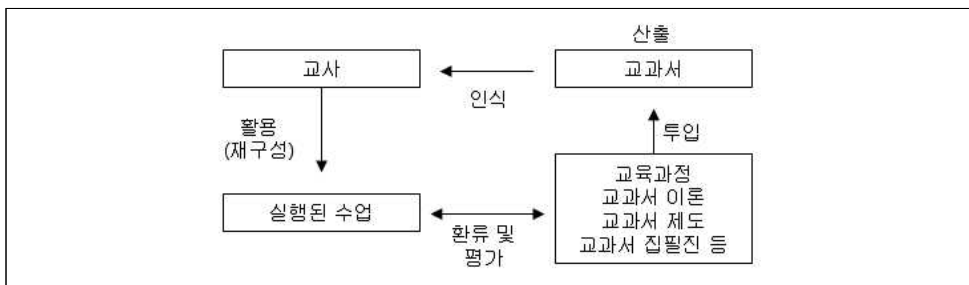 산출
교사
교과서
인식
활용
(재구성)
투입
교육과정
교과서 이론
교과서 제도
교과서 집필진 등
실행된 수업
환류 및
평가